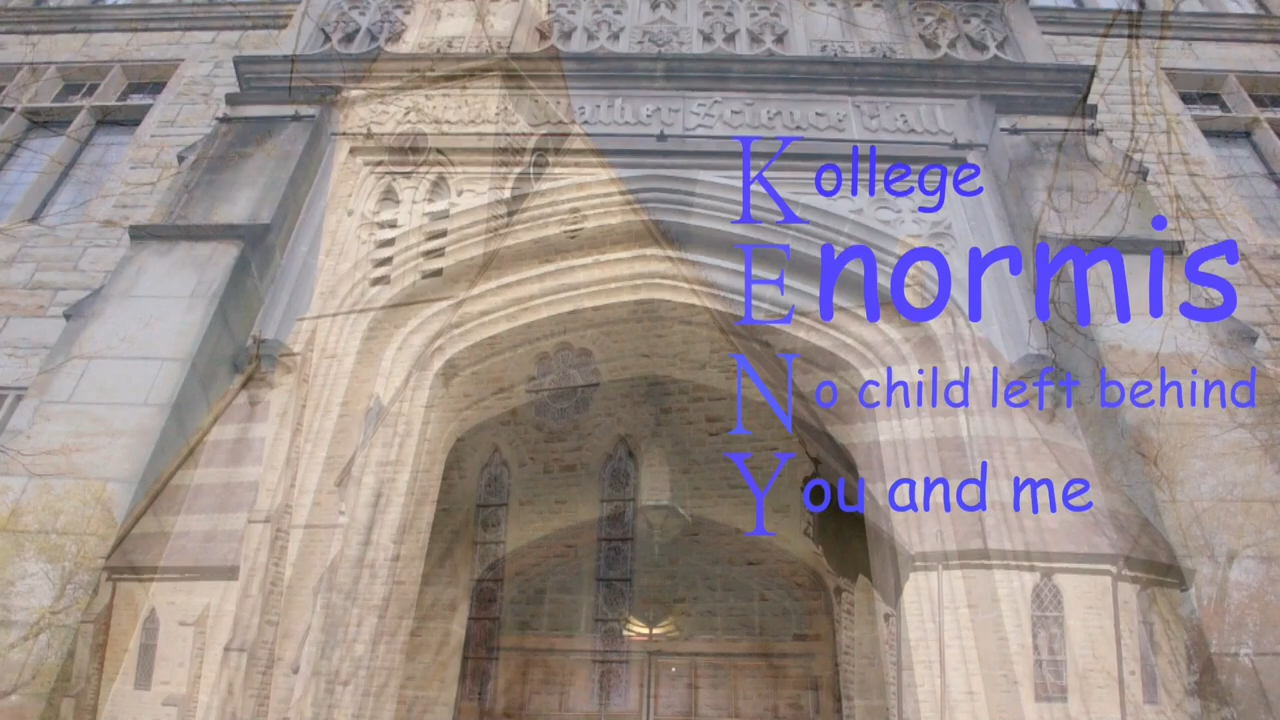 Mather Science Hall
Kollege
Enormis
No child left behind
You and me